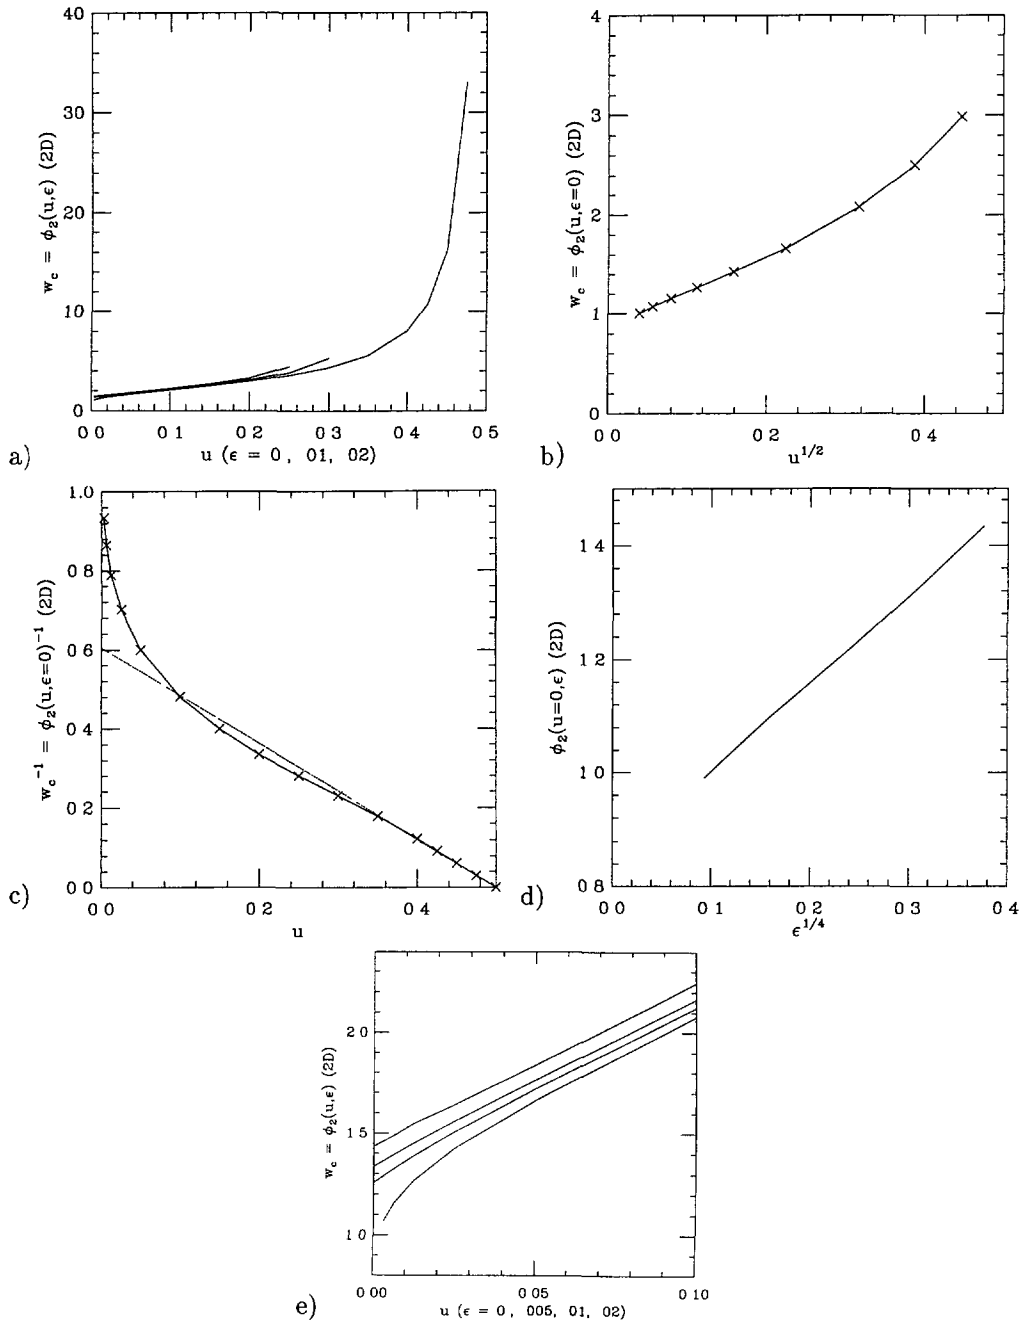 40
30
20
10
0
w_c = ϕ_2(u,ϵ) (2D)
0 0 0 1 0 2 0 3 0 4 0 5
u (ϵ = 0 , 01, 02)
a)
4
3
2
1
0
w_c = ϕ_2(u,ϵ=0) (2D)
0 0 0 2 0 4
u^{1/2}
b)
1.0
0.8
0.6
0 4
0 2
0 0
w_c^{-1} = ϕ_2(u,ϵ=0)^{-1} (2D)
0 0 0 2 0 4
u
c)
1 4
1 2
1 0
0 8
ϕ_2(u=0,ϵ) (2D)
0 0 0 1 0 2 0 3 0 4
ϵ^{1/4}
d)
2 0
1 5
1 0
w_c = ϕ_2(u,ϵ) (2D)
0 00 0 05 0 10
u (ϵ = 0 , 005, 01, 02)
e)